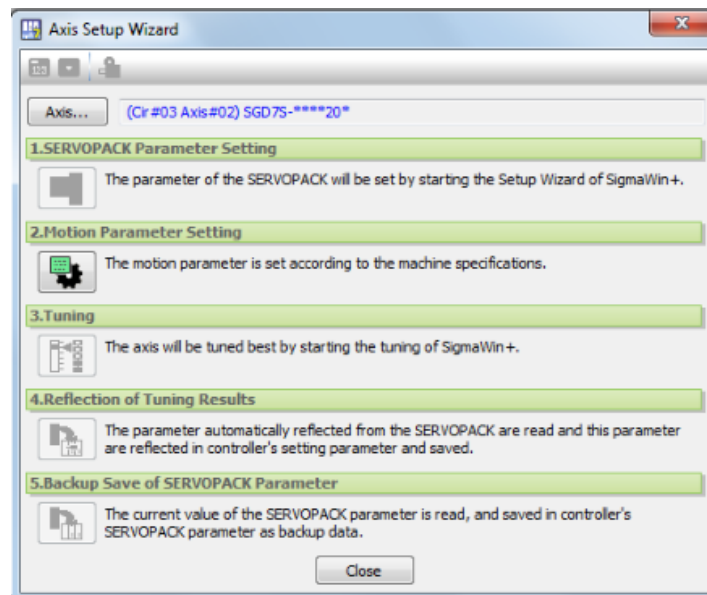 Axis Setup Wizard
Axis...
(Cir#03 Axis#02) SGD7S-****20*
1.SERVOPACK Parameter Setting
The parameter of the SERVOPACK will be set by starting the Setup Wizard of SigmaWin+.
2.Motion Parameter Setting
The motion parameter is set according to the machine specifications.
3.Tuning
The axis will be tuned best by starting the tuning of SigmaWin+.
4.Reflection of Tuning Results
The parameter automatically reflected from the SERVOPACK are read and this parameter
are reflected in controller's setting parameter and saved.
5.Backup Save of SERVOPACK Parameter
The current value of the SERVOPACK parameter is read, and saved in controller's
SERVOPACK parameter as backup data.
Close